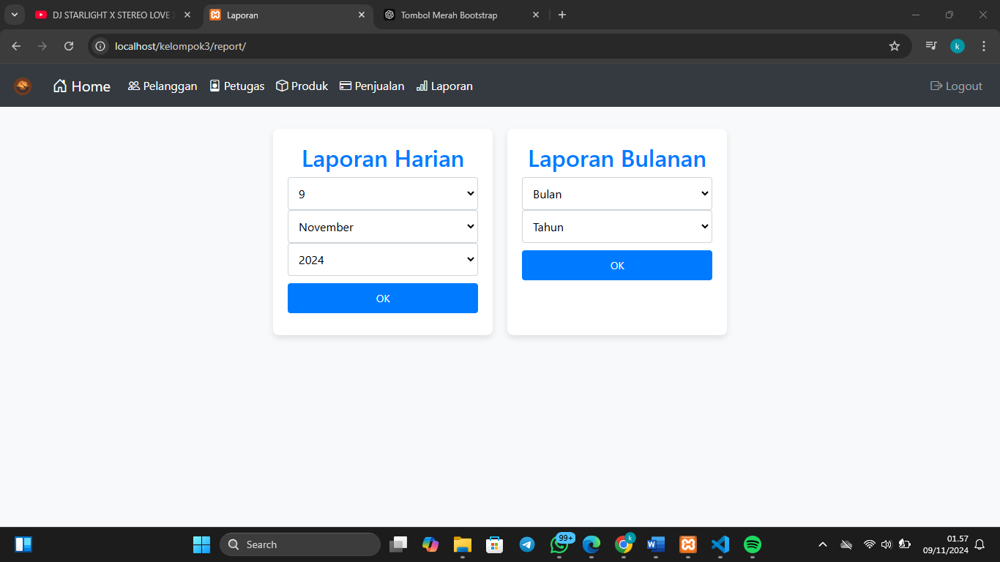 DJ STARLIGHT X STEREO LOVE
Laporan
Tombol Merah Bootstrap
localhost/kelompok3/report/
k
Home
Pelanggan
Petugas
Produk
Penjualan
Laporan
Logout
Laporan Harian
9
November
2024
OK
Laporan Bulanan
Bulan
Tahun
OK
Search
99+
k
01.57
09/11/2024